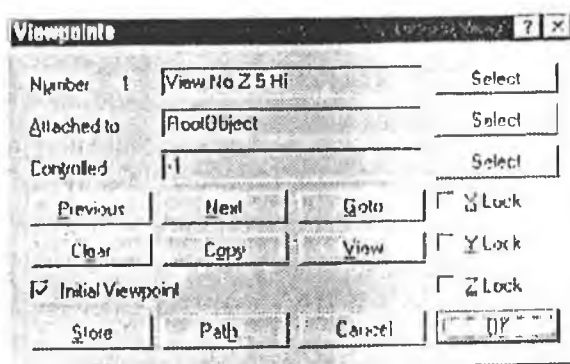 Viewpoints ? ×
Number 1 View No Z 5 Hi Select
Attached to RootObject Select
Controlled -1 Select
Previous Next Goto X Lock
Clear Copy View Y Lock
Initial Viewpoint Z Lock
Store Path Cancel OK